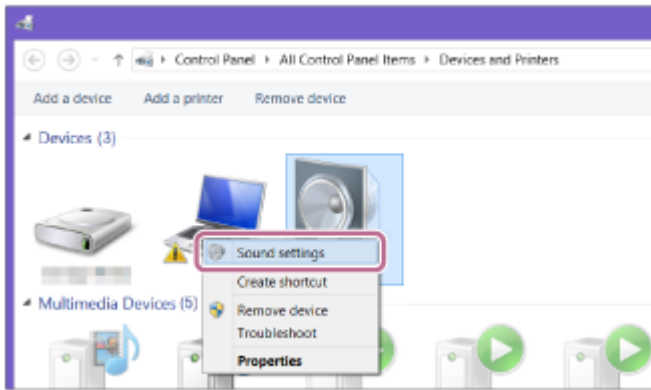 Control Panel All Control Panel Items Devices and Printers
Add a device Add a printer Remove device
Devices (3)
Sound settings
Create shortcut
Multimedia Devices (5)
Remove device
Troubleshoot
Properties